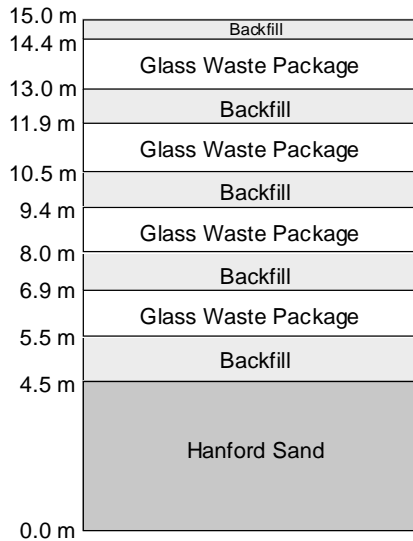 15.0 m
Backfill
14.4 m
Glass Waste Package
13.0 m
Backfill
11.9 m
Glass Waste Package
10.5 m
Backfill
9.4 m
Glass Waste Package
8.0 m
Backfill
6.9 m
Glass Waste Package
5.5 m
Backfill
4.5 m
Hanford Sand
0.0 m